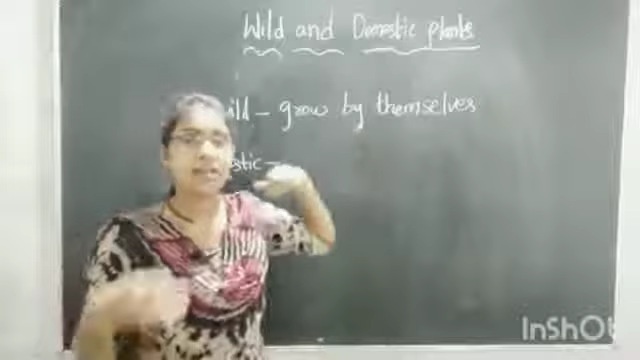 Wild and Domestic plants
ild - grow by themselves
stic -
InShOt